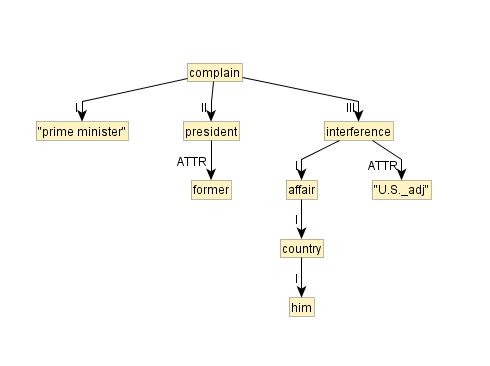 complain
I II III
"prime minister" president interference
ATTR I ATTR
former affair "U.S._adj"
I
country
I
him